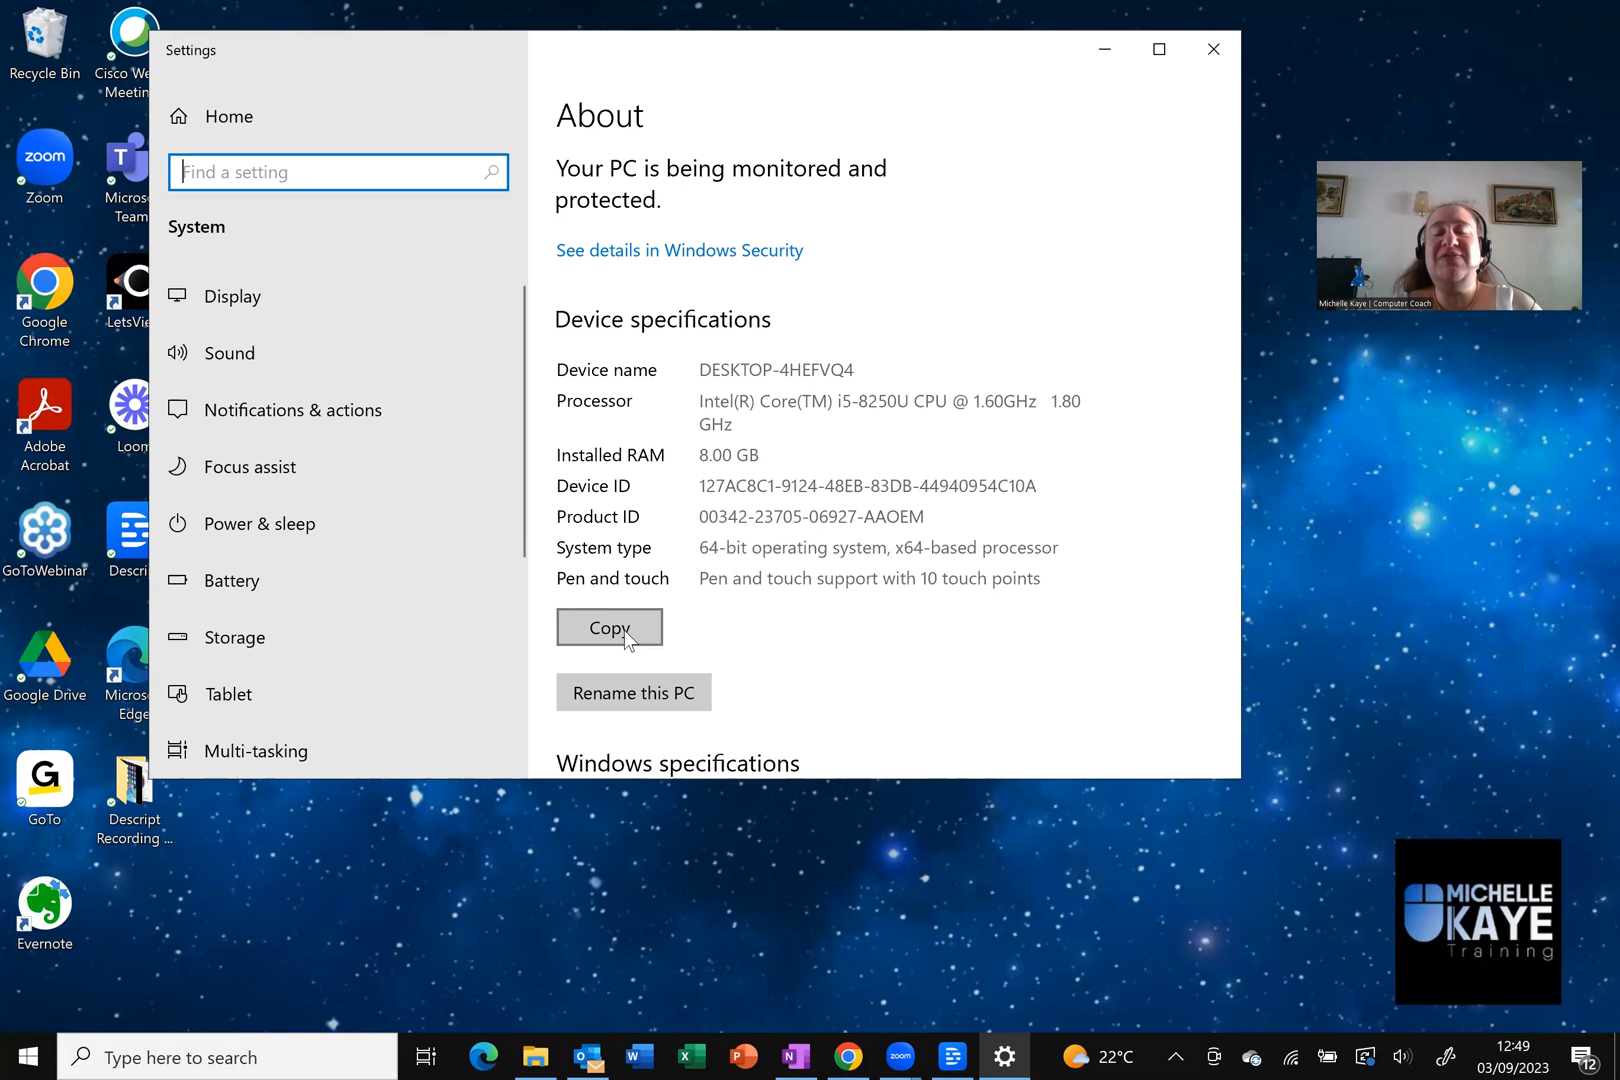 Recycle Bin
Cisco We
Meetin
Zoom
zoom
T
Micros
Team
Google
Chrome
LetsVie
Adobe
Acrobat
Loom
GoToWebinar
Descri
Google Drive
Micros
Edge
G
GoTo
Descript
Recording ...
Evernote
Settings
Home
Find a setting
System
Display
Sound
Notifications & actions
Focus assist
Power & sleep
Battery
Storage
Tablet
Multi-tasking
About
Your PC is being monitored and
protected.
See details in Windows Security
Device specifications
Device name DESKTOP-4HEFVQ4
Processor Intel(R) Core(TM) i5-8250U CPU @ 1.60GHz 1.80
GHz
Installed RAM 8.00 GB
Device ID 127AC8C1-9124-48EB-83DB-44940954C10A
Product ID 00342-23705-06927-AAOEM
System type 64-bit operating system, x64-based processor
Pen and touch Pen and touch support with 10 touch points
Copy
Rename this PC
Windows specifications
Michelle Kaye | Computer Coach
MICHELLE
KAYE
Training
Type here to search
W
X
P
N
zoom
22°C
12:49
03/09/2023
12